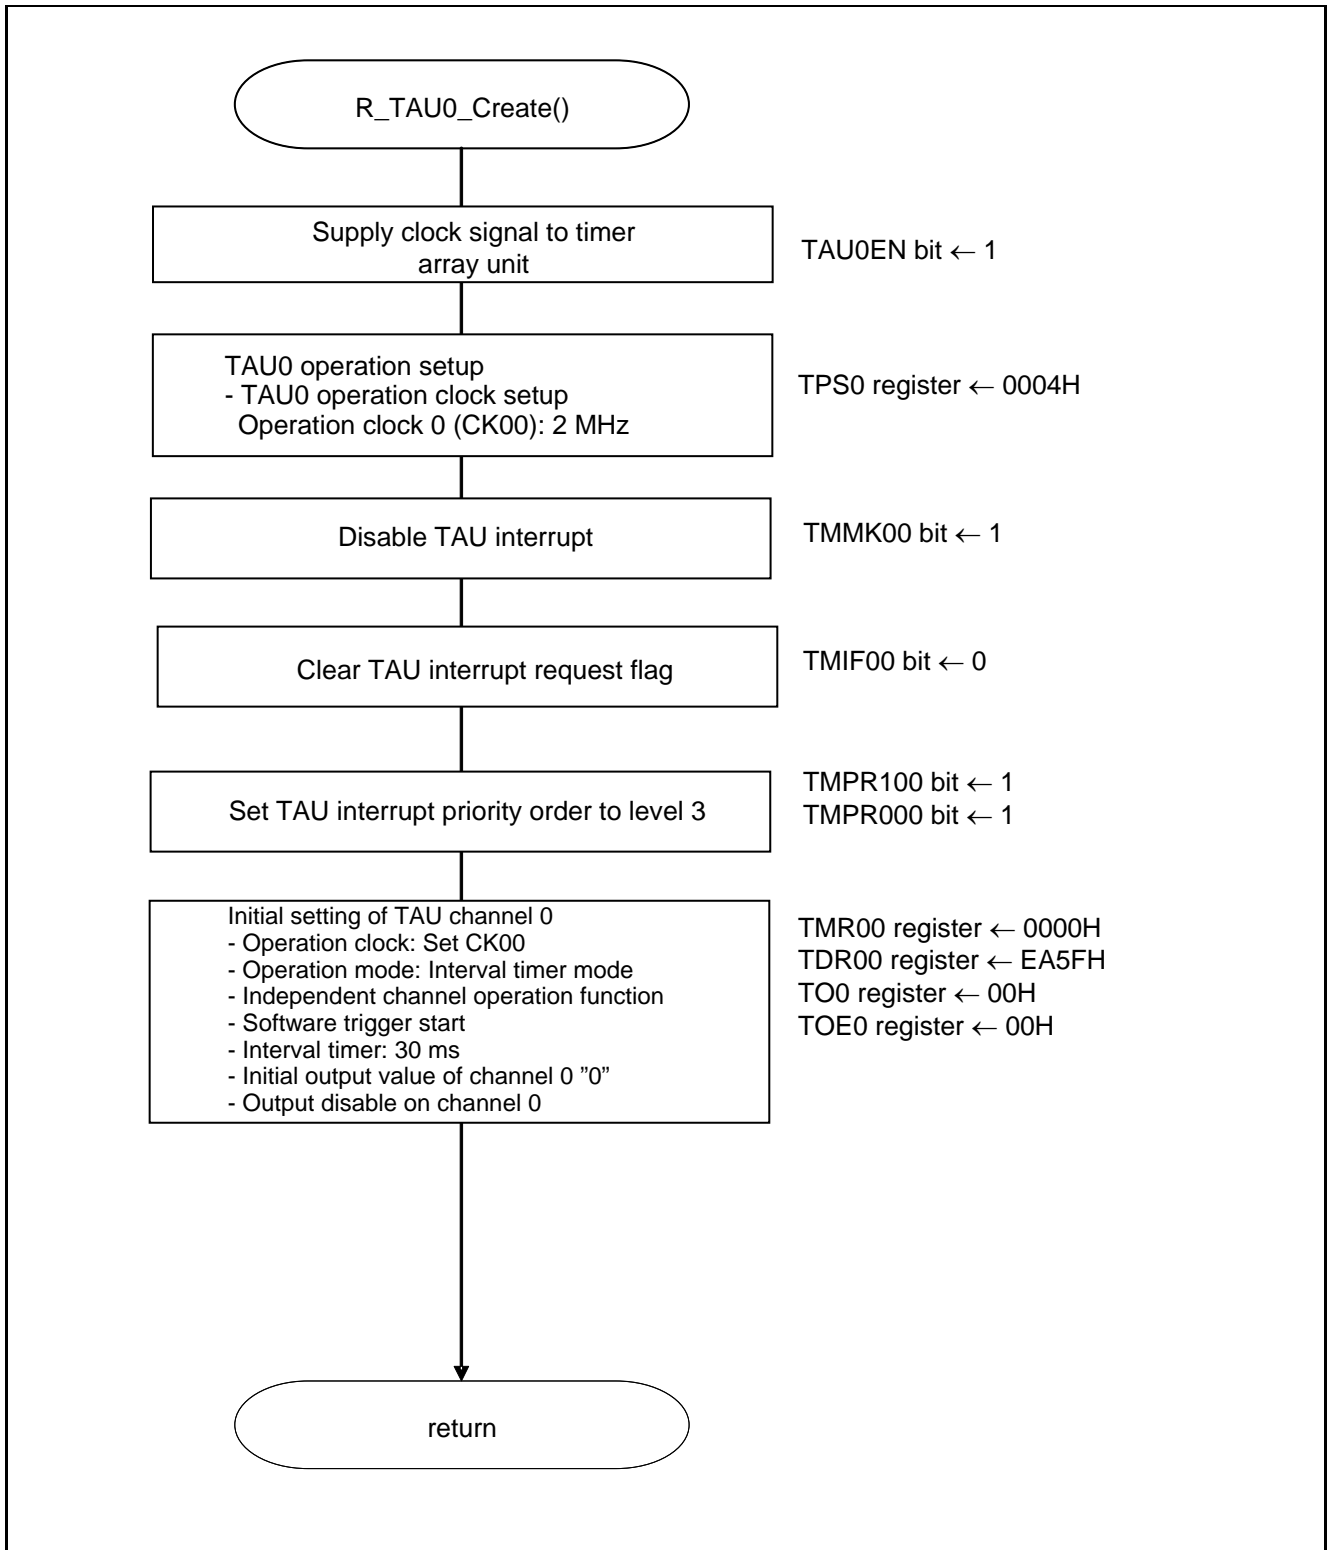 R_TAU0_Create()
Supply clock signal to timer
array unit
TAU0EN bit ← 1
TAU0 operation setup
- TAU0 operation clock setup
Operation clock 0 (CK00): 2 MHz
TPS0 register ← 0004H
Disable TAU interrupt
TMMK00 bit ← 1
Clear TAU interrupt request flag
TMIF00 bit ← 0
Set TAU interrupt priority order to level 3
TMPR100 bit ← 1
TMPR000 bit ← 1
Initial setting of TAU channel 0
- Operation clock: Set CK00
- Operation mode: Interval timer mode
- Independent channel operation function
- Software trigger start
- Interval timer: 30 ms
- Initial output value of channel 0 ”0”
- Output disable on channel 0
TMR00 register ← 0000H
TDR00 register ← EA5FH
TO0 register ← 00H
TOE0 register ← 00H
return